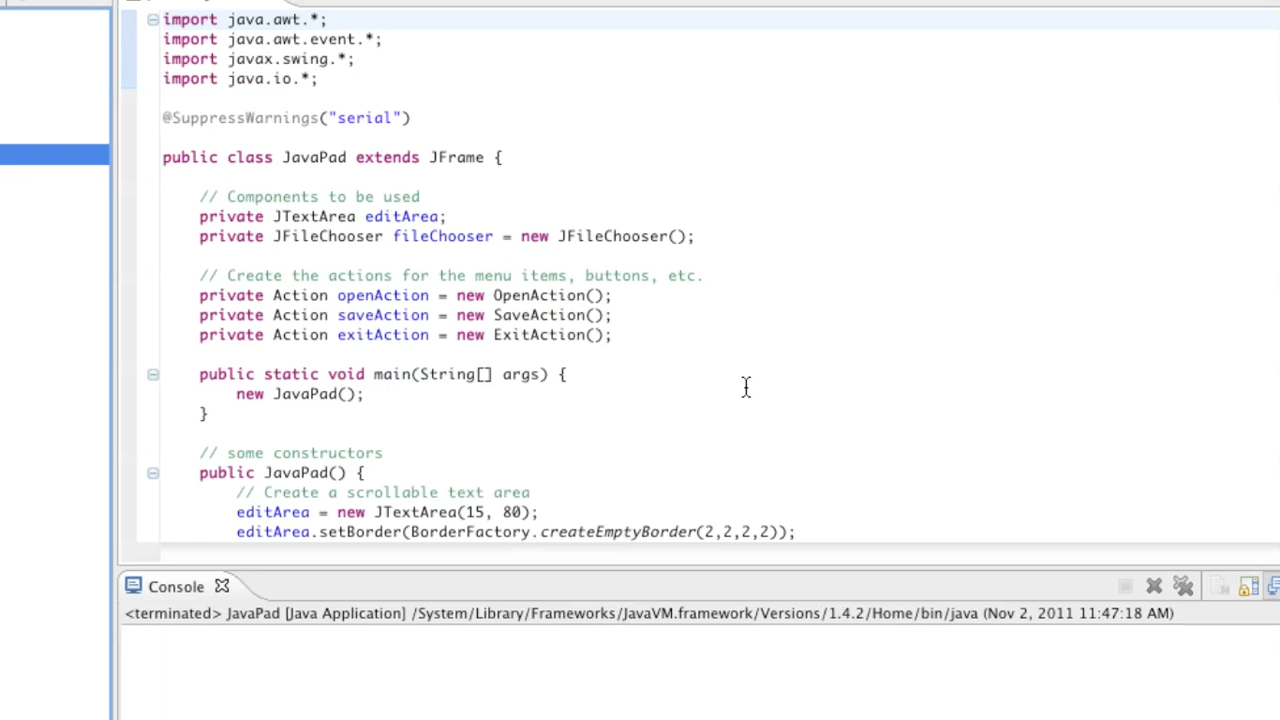 import java.awt.*;
import java.awt.event.*;
import javax.swing.*;
import java.io.*;
@SuppressWarnings("serial")
public class JavaPad extends JFrame {
// Components to be used
private JTextArea editArea;
private JFileChooser fileChooser = new JFileChooser();
// Create the actions for the menu items, buttons, etc.
private Action openAction = new OpenAction();
private Action saveAction = new SaveAction();
private Action exitAction = new ExitAction();
public static void main(String[] args) {
new JavaPad();
}
// some constructors
public JavaPad() {
// Create a scrollable text area
editArea = new JTextArea(15, 80);
editArea.setBorder(BorderFactory.createEmptyBorder(2,2,2,2));
Console
<terminated> JavaPad [Java Application] /System/Library/Frameworks/JavaVM.framework/Versions/1.4.2/Home/bin/java (Nov 2, 2011 11:47:18 AM)